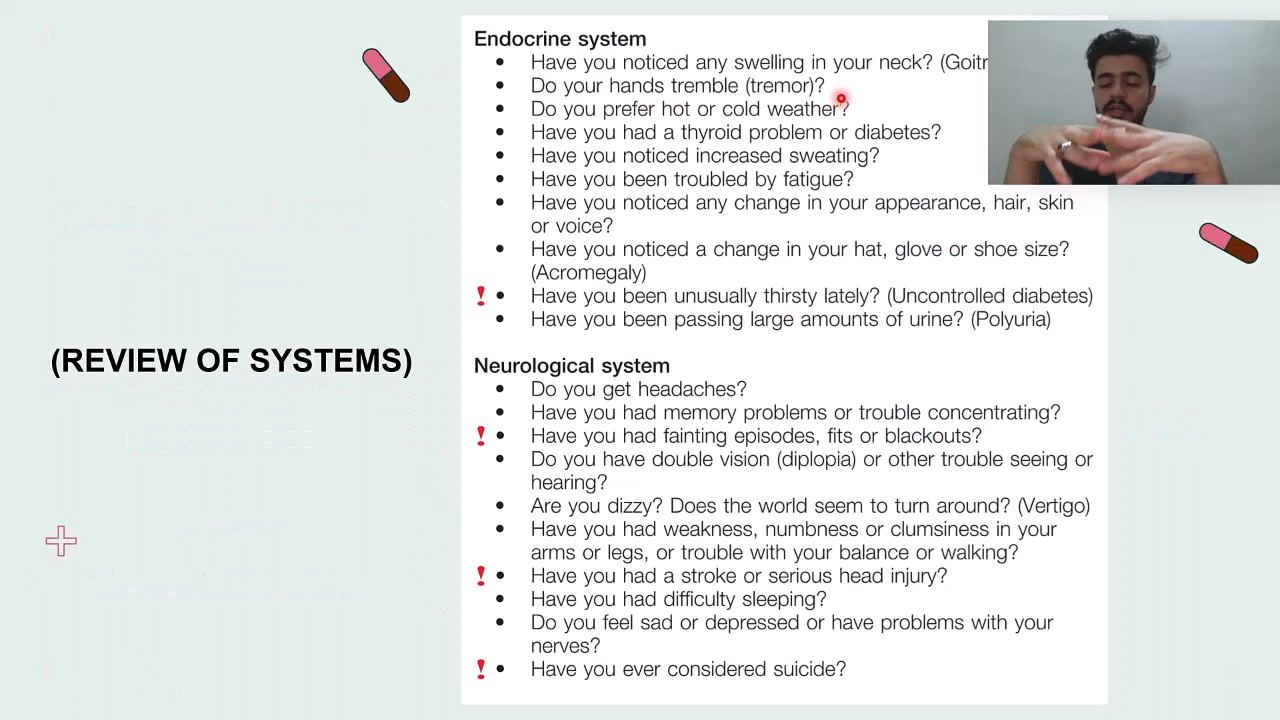 Endocrine system
• Have you noticed any swelling in your neck?
• Do your hands tremble (tremor)?
• Do you prefer hot or cold weather?
• Have you had a thyroid problem or diabetes?
• Have you noticed increased sweating?
• Have you been troubled by fatigue?
• Have you noticed any change in your appearance, hair, skin
or voice?
• Have you noticed a change in your hat, glove or shoe size?
(Acromegaly)
! • Have you been unusually thirsty lately? (Uncontrolled diabetes)
• Have you been passing large amounts of urine? (Polyuria)
(REVIEW OF SYSTEMS)
Neurological system
• Do you get headaches?
• Have you had memory problems or trouble concentrating?
! • Have you had fainting episodes, fits or blackouts?
• Do you have double vision (diplopia) or other trouble seeing or
hearing?
• Are you dizzy? Does the world seem to turn around? (Vertigo)
• Have you had weakness, numbness or clumsiness in your
arms or legs, or trouble with your balance or walking?
! • Have you had a stroke or serious head injury?
• Have you had difficulty sleeping?
• Do you feel sad or depressed or have problems with your
nerves?
! • Have you ever considered suicide?